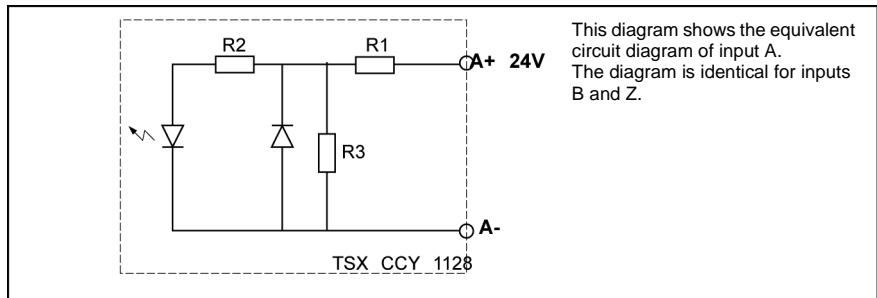 This diagram shows the equivalent
circuit diagram of input A.
The diagram is identical for inputs
B and Z.
R2
R1
A+ 24V
R3
A-
TSX CCY 1128